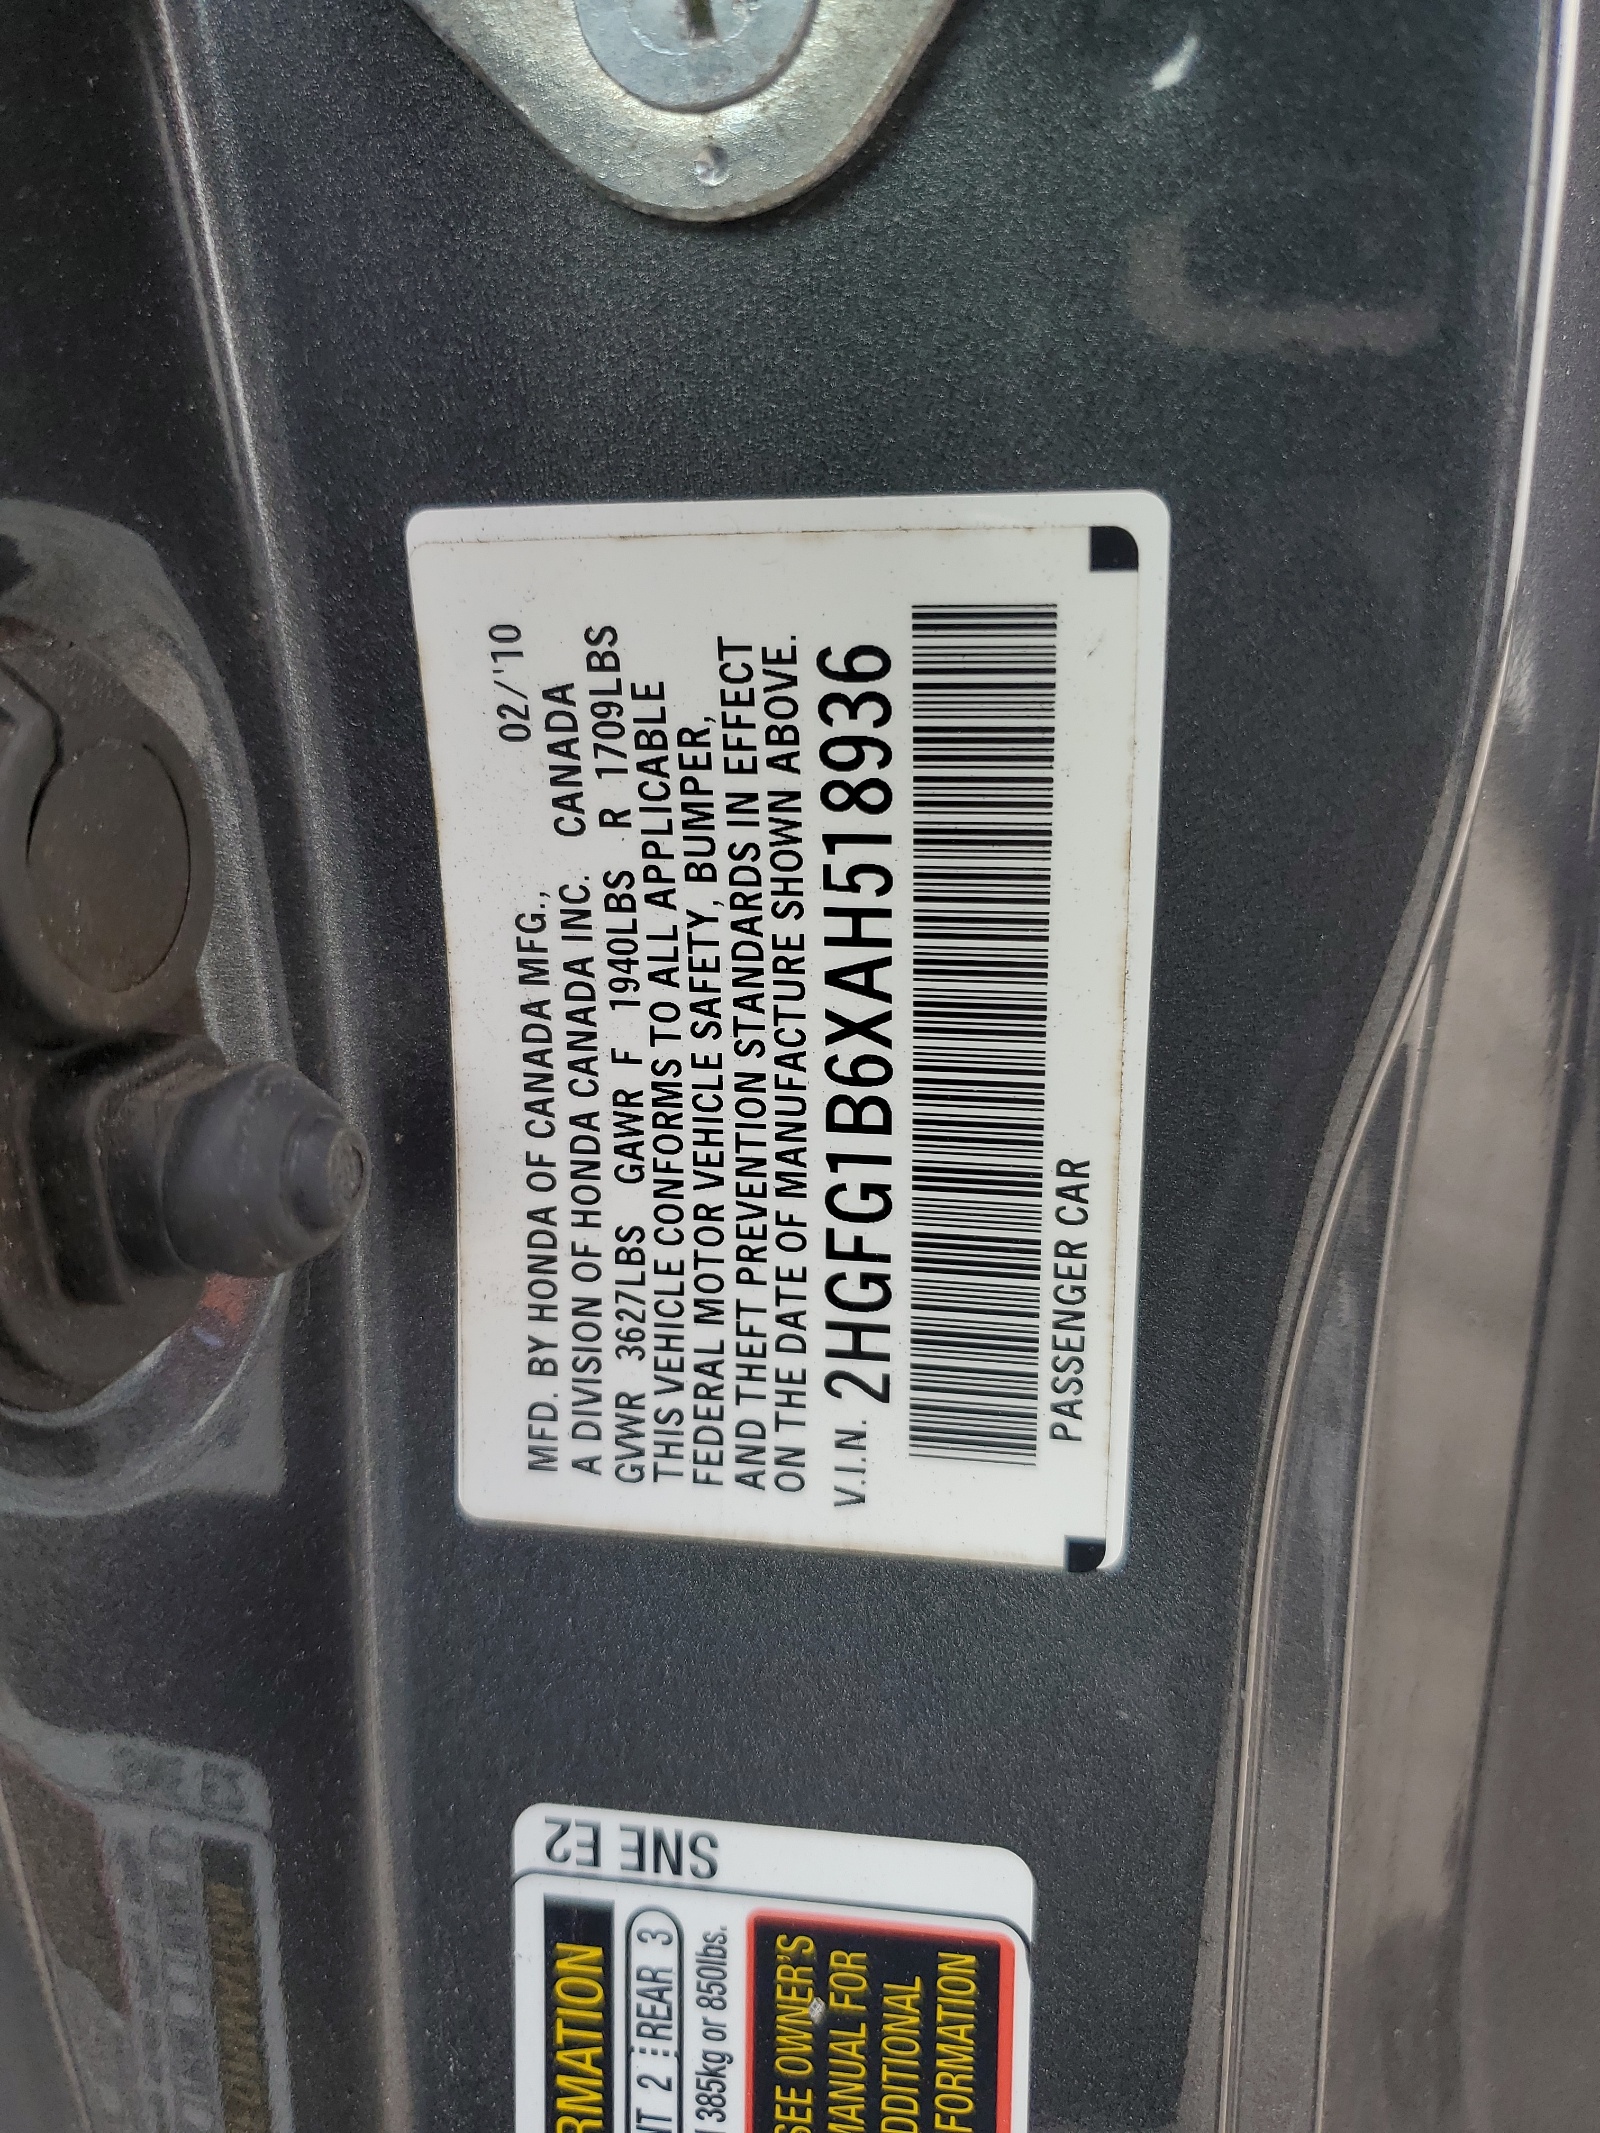 02/'10
MFD. BY HONDA OF CANADA MFG.,
A DIVISION OF HONDA CANADA INC. CANADA
GVWR 3627LBS GAWR F 1940LBS R 1709LBS
THIS VEHICLE CONFORMS TO ALL APPLICABLE
FEDERAL MOTOR VEHICLE SAFETY, BUMPER,
AND THEFT PREVENTION STANDARDS IN EFFECT
ON THE DATE OF MANUFACTURE SHOWN ABOVE.
V.I.N. 2HGFG1B6XAH518936
PASSENGER CAR
SNE E2
RMATION
NT 2 REAR 3
385kg or 850lbs.
SEE OWNER'S
MANUAL FOR
DDITIONAL
FORMATION